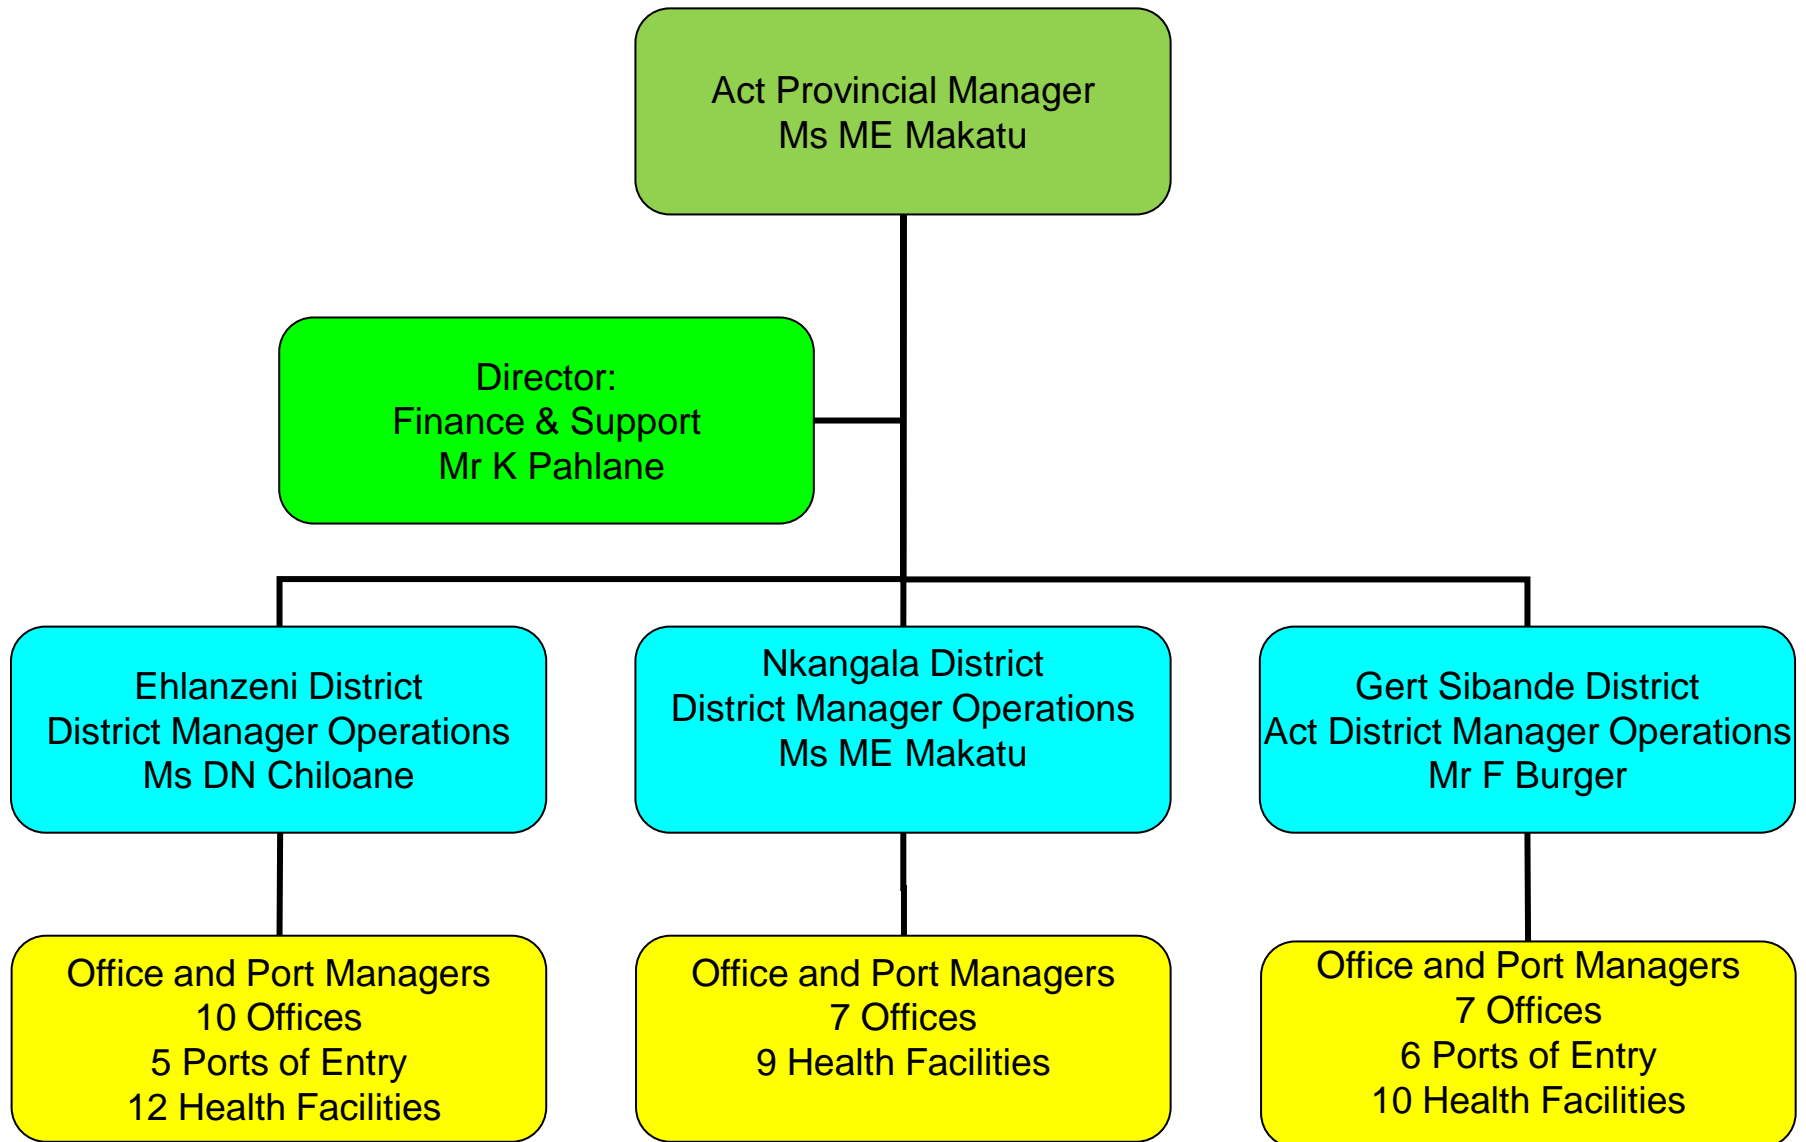 Act Provincial Manager
Ms ME Makatu
Director:
Finance & Support
Mr K Pahlane
Ehlanzeni District
District Manager Operations
Ms DN Chiloane
Nkangala District
District Manager Operations
Ms ME Makatu
Gert Sibande District
Act District Manager Operations
Mr F Burger
Office and Port Managers
10 Offices
5 Ports of Entry
12 Health Facilities
Office and Port Managers
7 Offices
9 Health Facilities
Office and Port Managers
7 Offices
6 Ports of Entry
10 Health Facilities